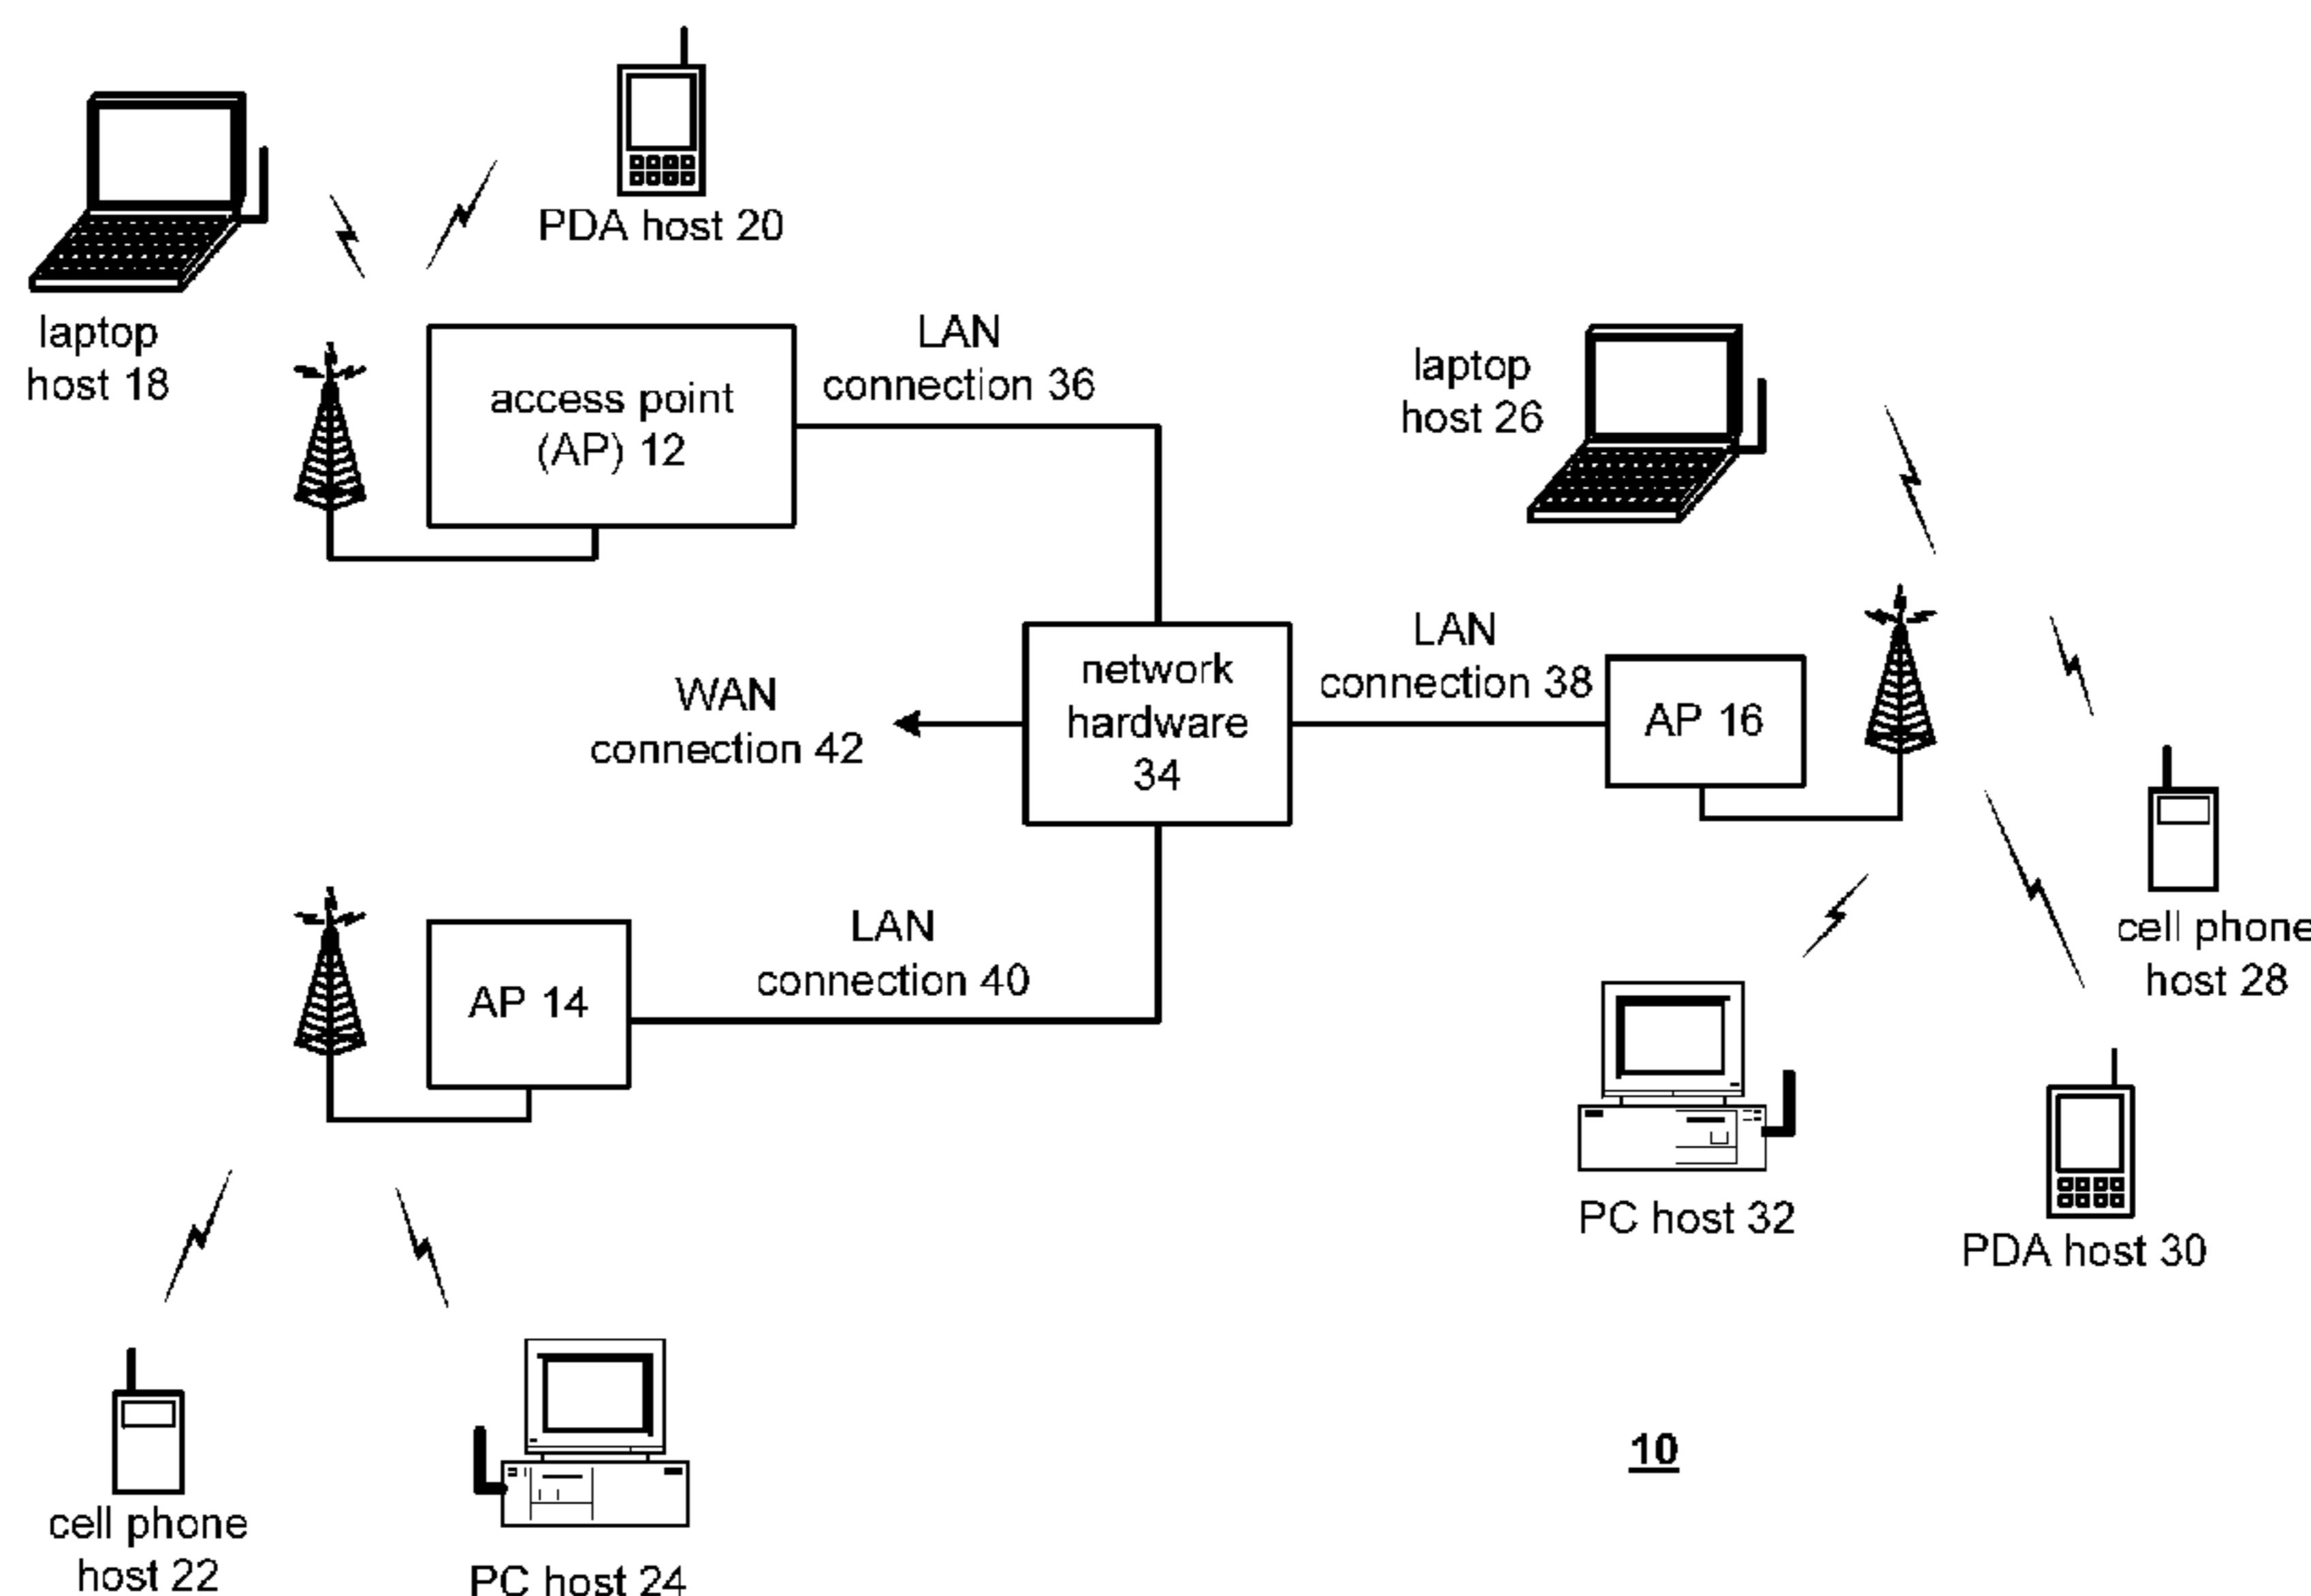 PDA host 20
laptop
host 18
access point
(AP) 12
LAN
connection 36
laptop
host 26
WAN
connection 42
network
hardware
34
LAN
connection 38
AP 16
AP 14
LAN
connection 40
cell phone
host 28
PC host 32
PDA host 30
cell phone
host 22
PC host 24
10